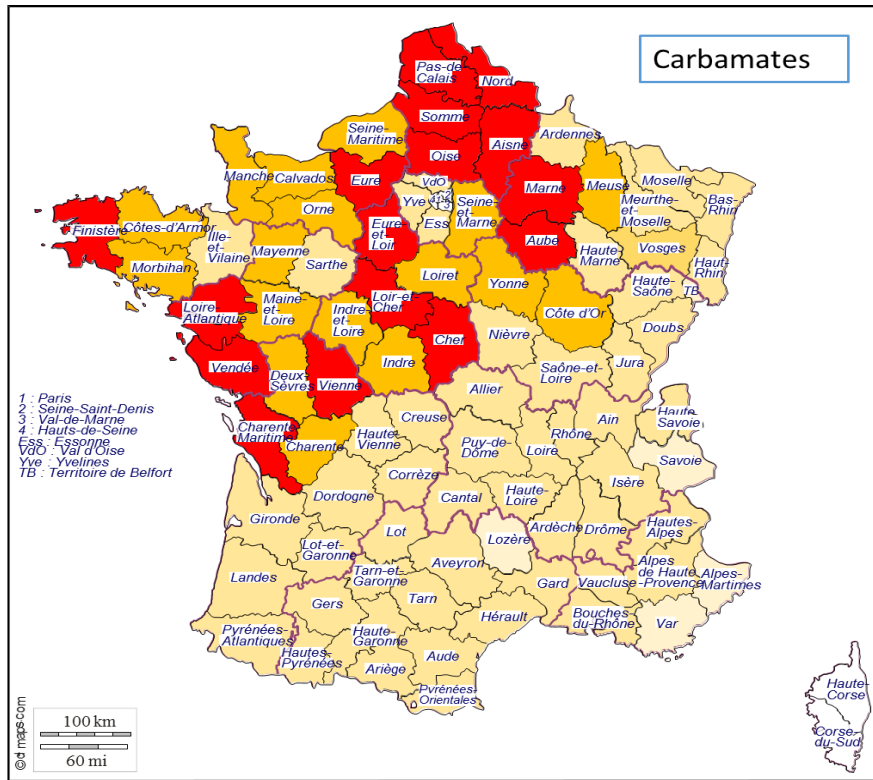 Carbamates
Pas-de
Calais
Nord
Somme
Seine-
Maritime
Aisne
Ardennes
Oise
Manche
Calvados
Eure
VdO
Marne
Meuse
Moselle
Yve
Seine-
et-
Marne
Meurthe-
et-
Moselle
Bas-
Rhin
Orne
Ess
Finistère
Côtes-d'Armor
Ille-
et-
Vilaine
Eure-
et-
Loir
Aube
Vosges
Mayenne
Haute-
Marne
Haut-
Rhin
Morbihan
Sarthe
Loiret
Yonne
Haute-
Saône
TB
Loir-et
Cher
Loire-
Atlantique
Maine-
et-
Loire
Indre-
et-
Loire
Côte d'Or
Doubs
Cher
Nièvre
Vendée
Deux-
Sèvres
Vienne
Indre
Saône-et
Loire
Jura
Allier
1 : Paris
2 : Seine-Saint-Denis
3 : Val-de-Marne
4 : Hauts-de-Seine
Ess : Essonne
VdO : Val d'Oise
Yve : Yvelines
TB : Territoire de Belfort
Charente
Maritime
Charente
Haute-
Vienne
Creuse
Puy-de
Dôme
Loire
Rhône
Ain
Haute
Savoie
Savoie
Corrèze
Isère
Dordogne
Cantal
Haute-
Loire
Gironde
Ardèche
Drôme
Hautes-
Alpes
Lot
Lozère
Lot-et
Garonne
Aveyron
Tarn-et
Garonne
Alpes
de Haute
-Provence
Alpes-
Martimes
Landes
Gard
Vaucluse
Gers
Tarn
Hérault
Bouches
du-Rhône
Var
Pyrénées-
Atlantiques
Haute-
Garonne
Hautes-
Pyrénées
Ariège
Aude
Pyrénées-
Orientales
Haute-
Corse
Corse-
du-Sud
100 km
60 mi
© d maps.com